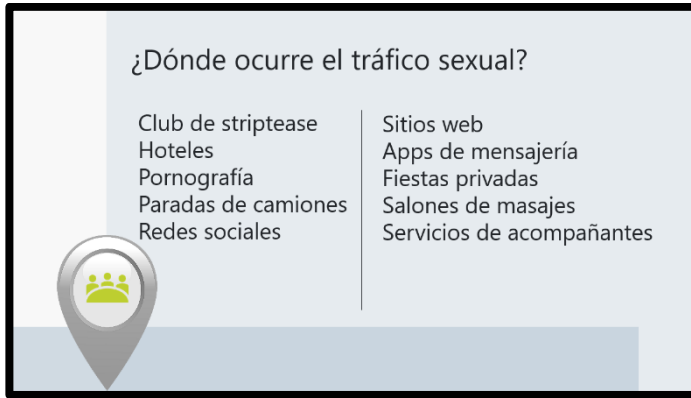 ¿Dónde ocurre el tráfico sexual?
Club de striptease
Hoteles
Pornografía
Paradas de camiones
Redes sociales
Sitios web
Apps de mensajería
Fiestas privadas
Salones de masajes
Servicios de acompañantes